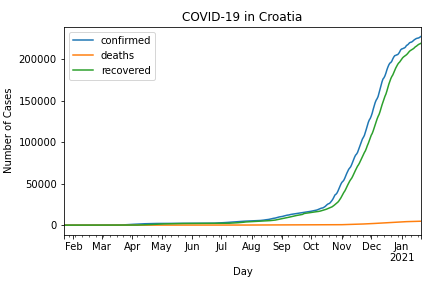 COVID-19 in Croatia
confirmed
deaths
recovered
Number of Cases
200000
150000
100000
50000
0
Feb Mar Apr May Jun Jul Aug Sep Oct Nov Dec Jan
2021
Day